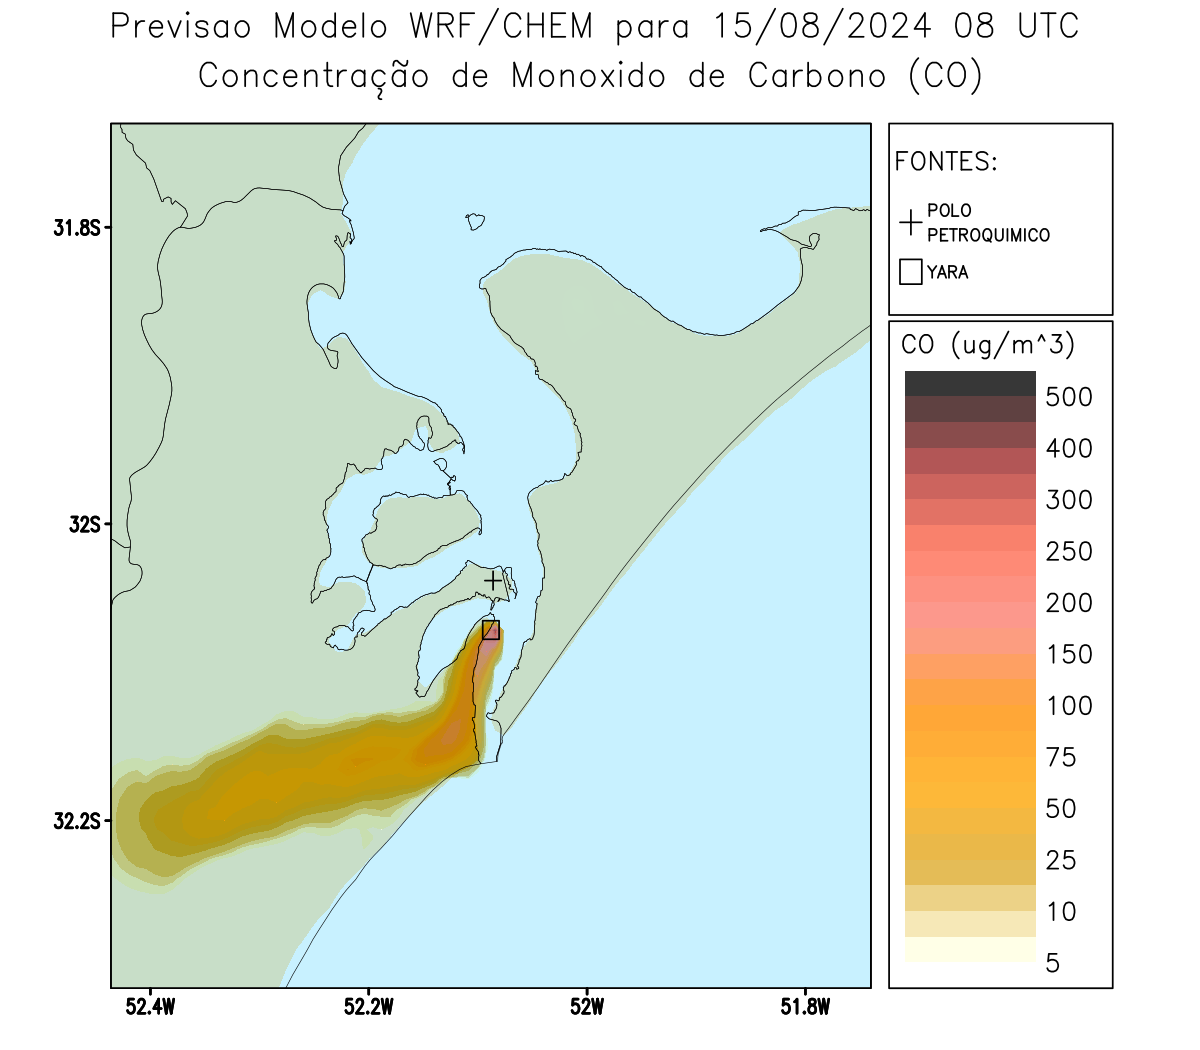 Previsao Modelo WRF/CHEM para 15/08/2024 08 UTC
Concentração de Monoxido de Carbono (CO)
FONTES:
POLO
PETROQUIMICO
YARA
CO (ug/m^3)
500
400
300
250
200
150
100
75
50
25
10
5
31.8S
32S
32.2S
52.4W
52.2W
52W
51.8W